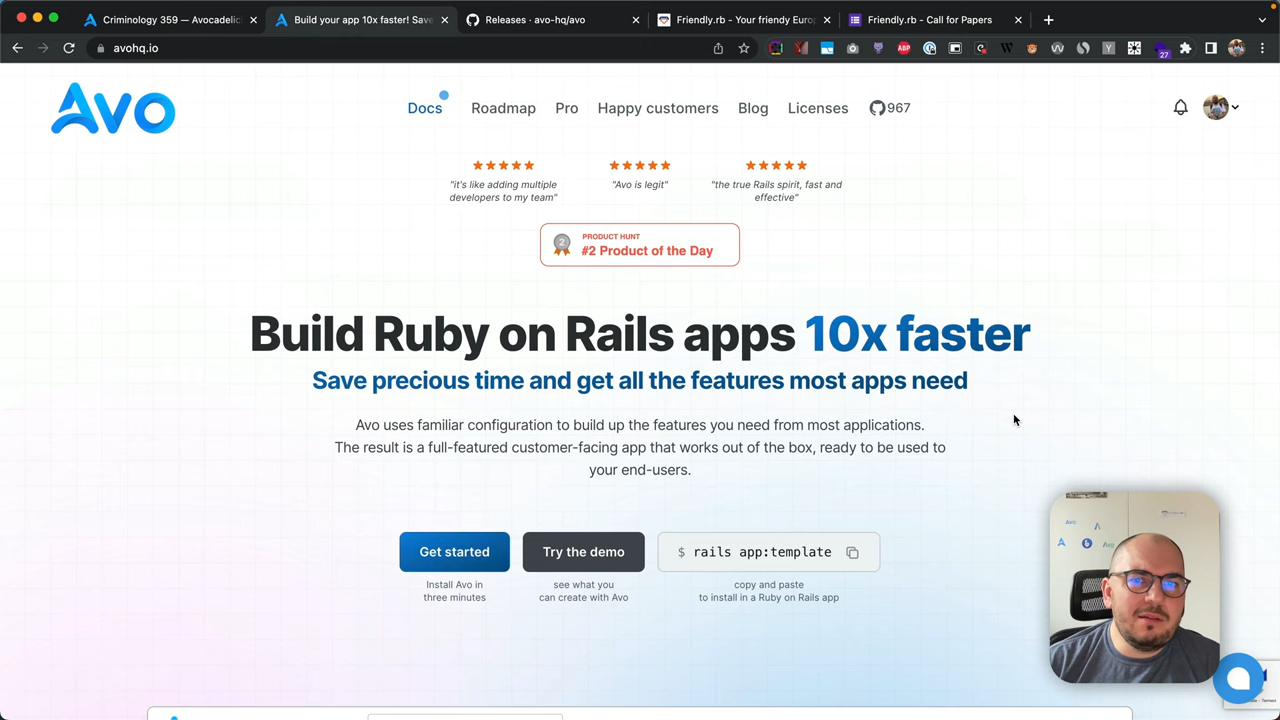 Criminology 359 — Avocadelic
Build your app 10x faster! Save
Releases · avo-hq/avo
Friendly.rb - Your friendy Euro
Friendly.rb - Call for Papers
avohq.io
ABP
27
Avo
Docs
Roadmap
Pro
Happy customers
Blog
Licenses
967
"it's like adding multiple
developers to my team"
"Avo is legit"
"the true Rails spirit, fast and
effective"
PRODUCT HUNT
2
#2 Product of the Day
Build Ruby on Rails apps 10x faster
Save precious time and get all the features most apps need
Avo uses familiar configuration to build up the features you need from most applications.
The result is a full-featured customer-facing app that works out of the box, ready to be used to
your end-users.
Get started
Try the demo
$ rails app:template
Install Avo in
three minutes
see what you
can create with Avo
copy and paste
to install in a Ruby on Rails app